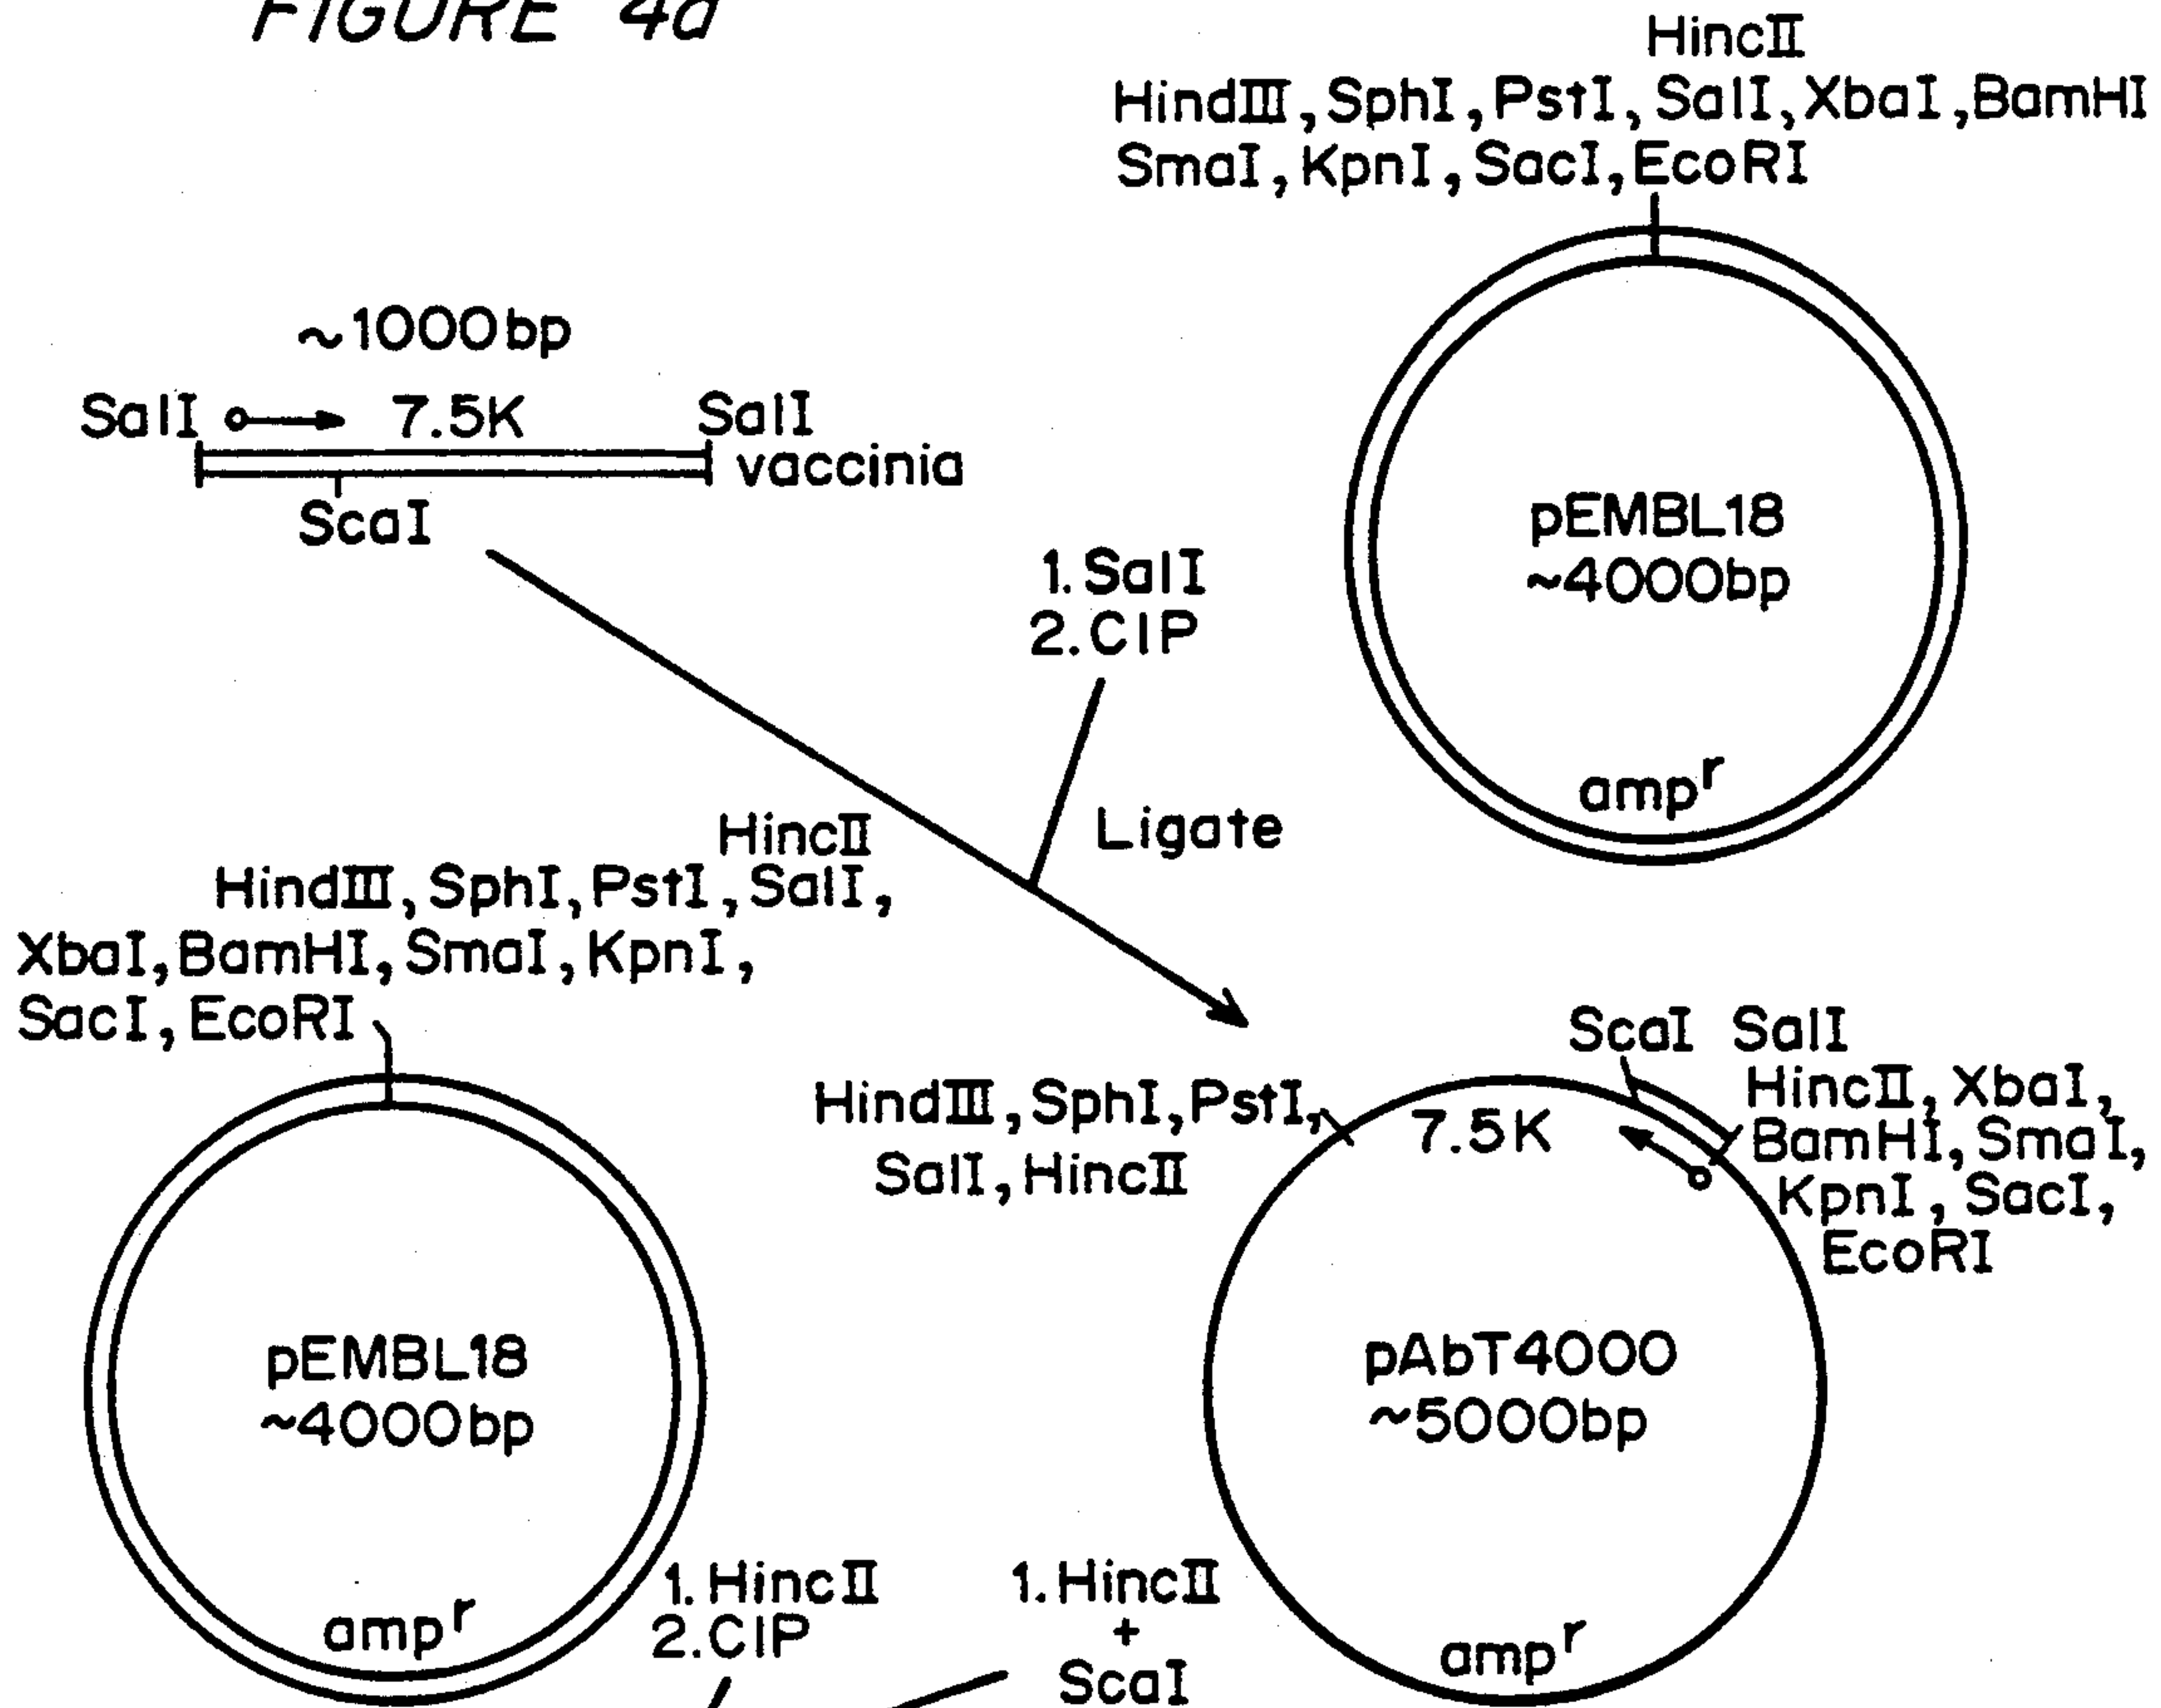 FIGURE 4a
HincII
HindIII, SphI, PstI, SalI, XbaI, BamHI
SmaI, KpnI, SacI, EcoRI
~1000bp
SalI 7.5K SalI
vaccinia
ScaI
pEMBL18
~4000bp
amp^r
1. SalI
2. CIP
Ligate
HincII
HindIII, SphI, PstI, SalI,
XbaI, BamHI, SmaI, KpnI,
SacI, EcoRI
pEMBL18
~4000bp
amp^r
ScaI SalI
HindIII, SphI, PstI,
SalI, HincII
7.5K
HincII, XbaI,
BamHI, SmaI,
KpnI, SacI,
EcoRI
pAbT4000
~5000bp
amp^r
1. HincII
2. CIP
1. HincII
+
ScaI